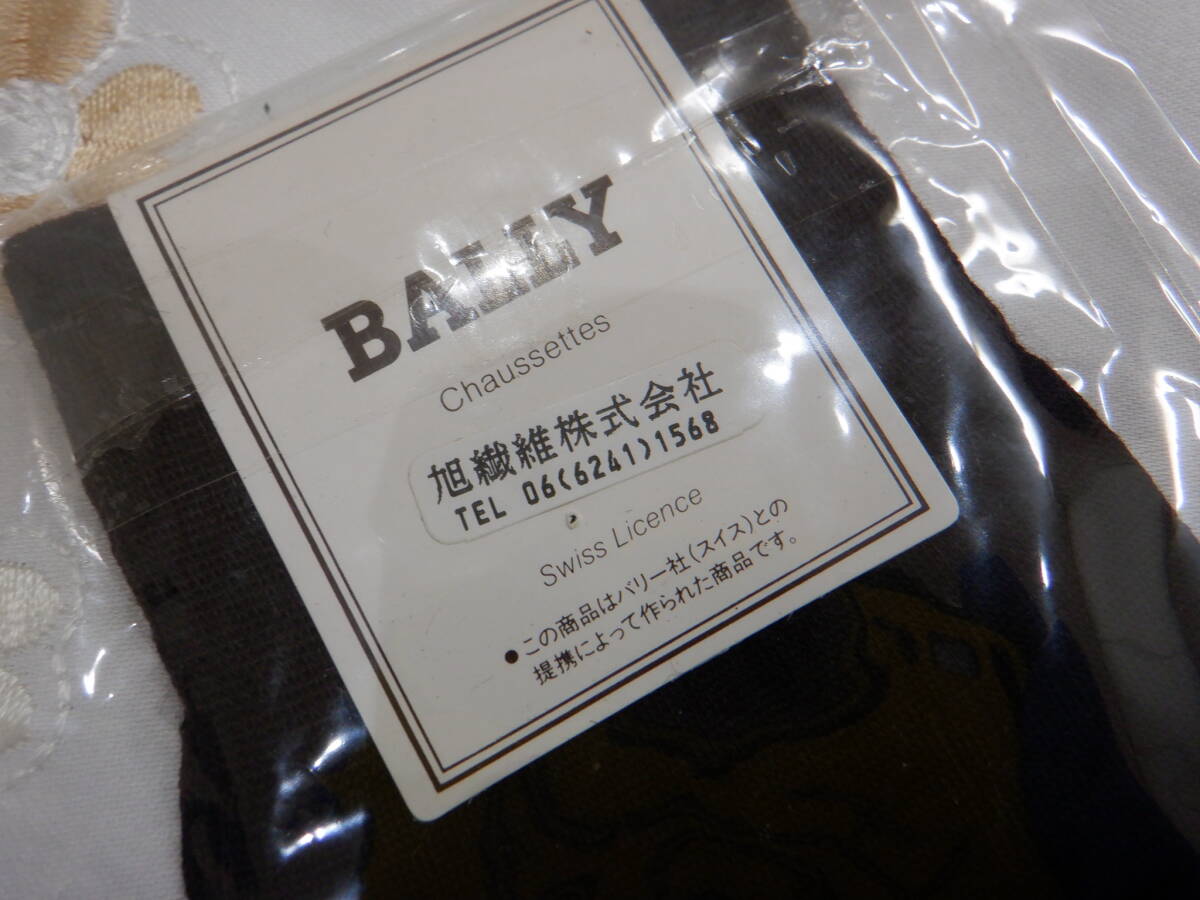 BALLY
Chaussettes
旭繊維株式会社
TEL 06(6241)1568
Swiss Licence
●この商品はバリー社(スイス)との
提携によって作られた商品です。